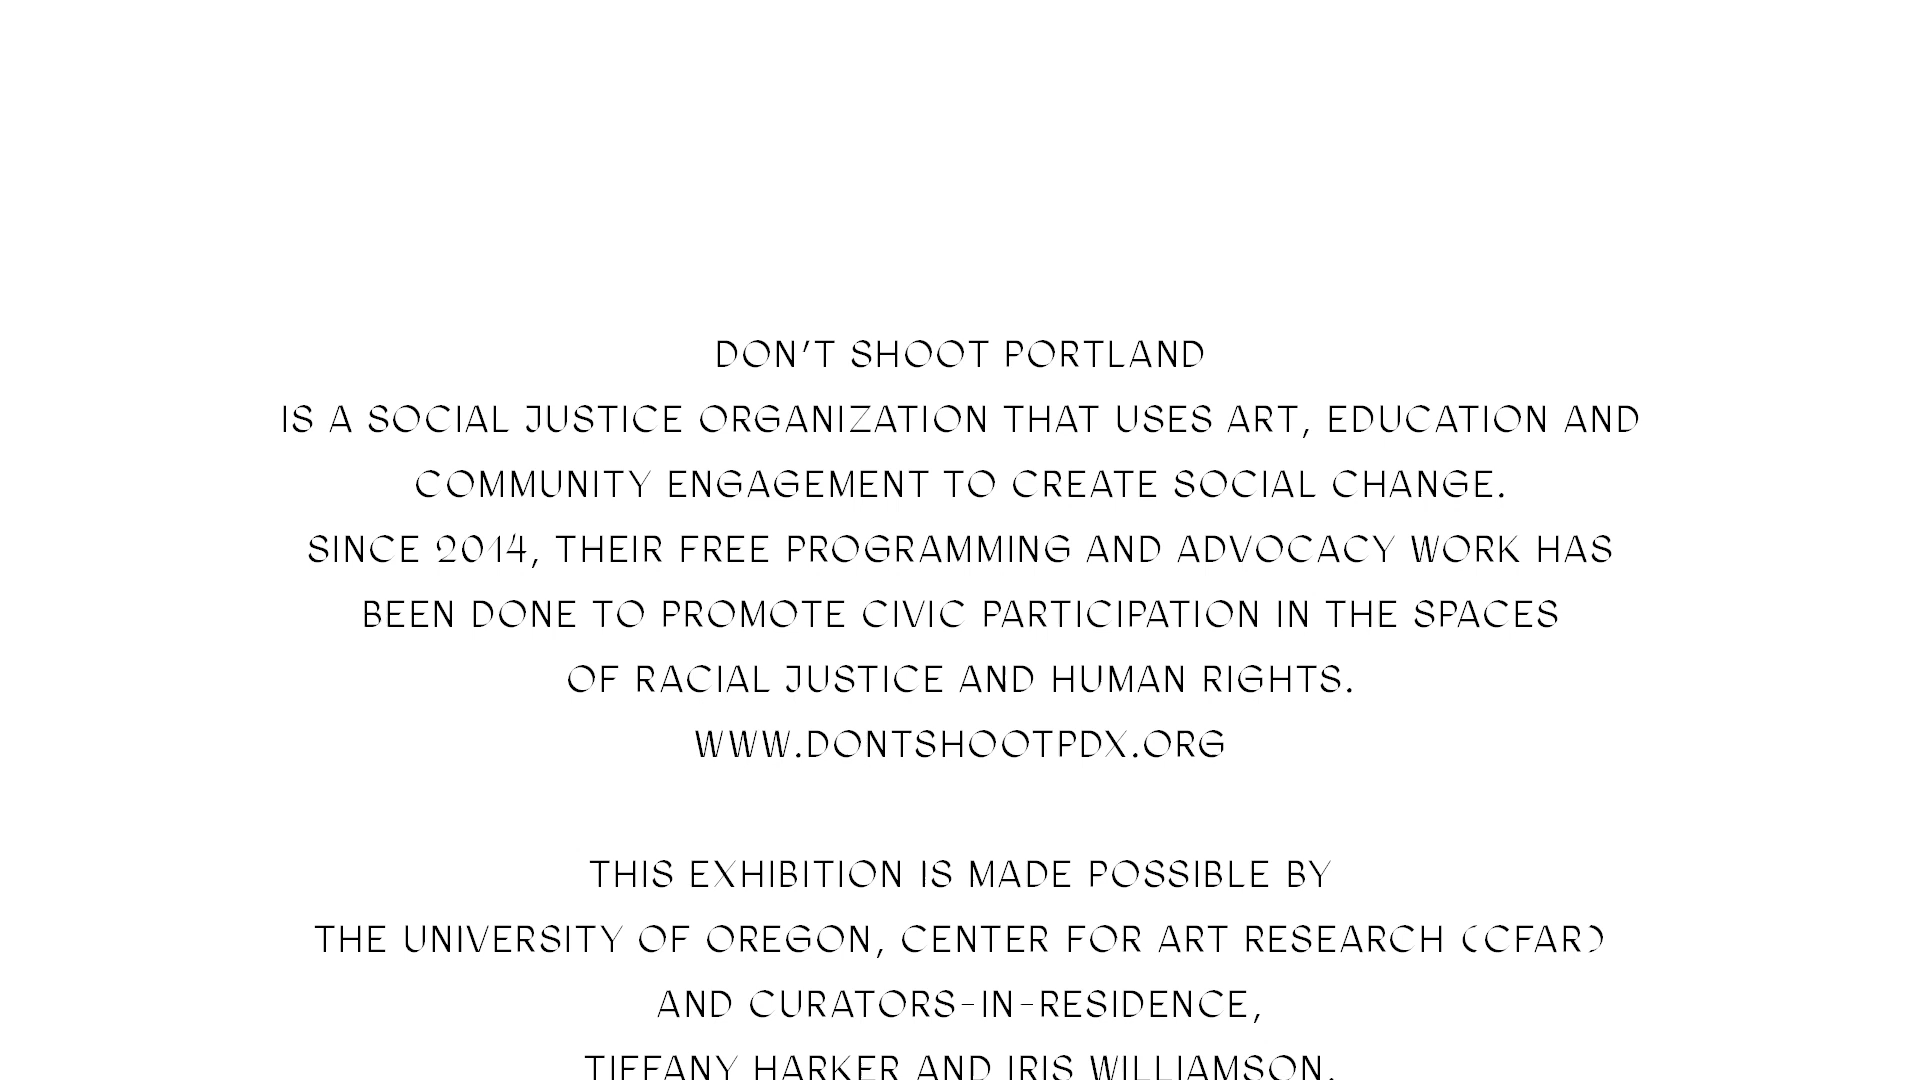 DON’T SHOOT PORTLAND
IS A SOCIAL JUSTICE ORGANIZATION THAT USES ART, EDUCATION AND
COMMUNITY ENGAGEMENT TO CREATE SOCIAL CHANGE.
SINCE 2014, THEIR FREE PROGRAMMING AND ADVOCACY WORK HAS
BEEN DONE TO PROMOTE CIVIC PARTICIPATION IN THE SPACES
OF RACIAL JUSTICE AND HUMAN RIGHTS.
WWW.DONTSHOOTPDX.ORG
THIS EXHIBITION IS MADE POSSIBLE BY
THE UNIVERSITY OF OREGON, CENTER FOR ART RESEARCH (CFAR)
AND CURATORS-IN-RESIDENCE,
TIFFANY HARKER AND IRIS WILLIAMSON.